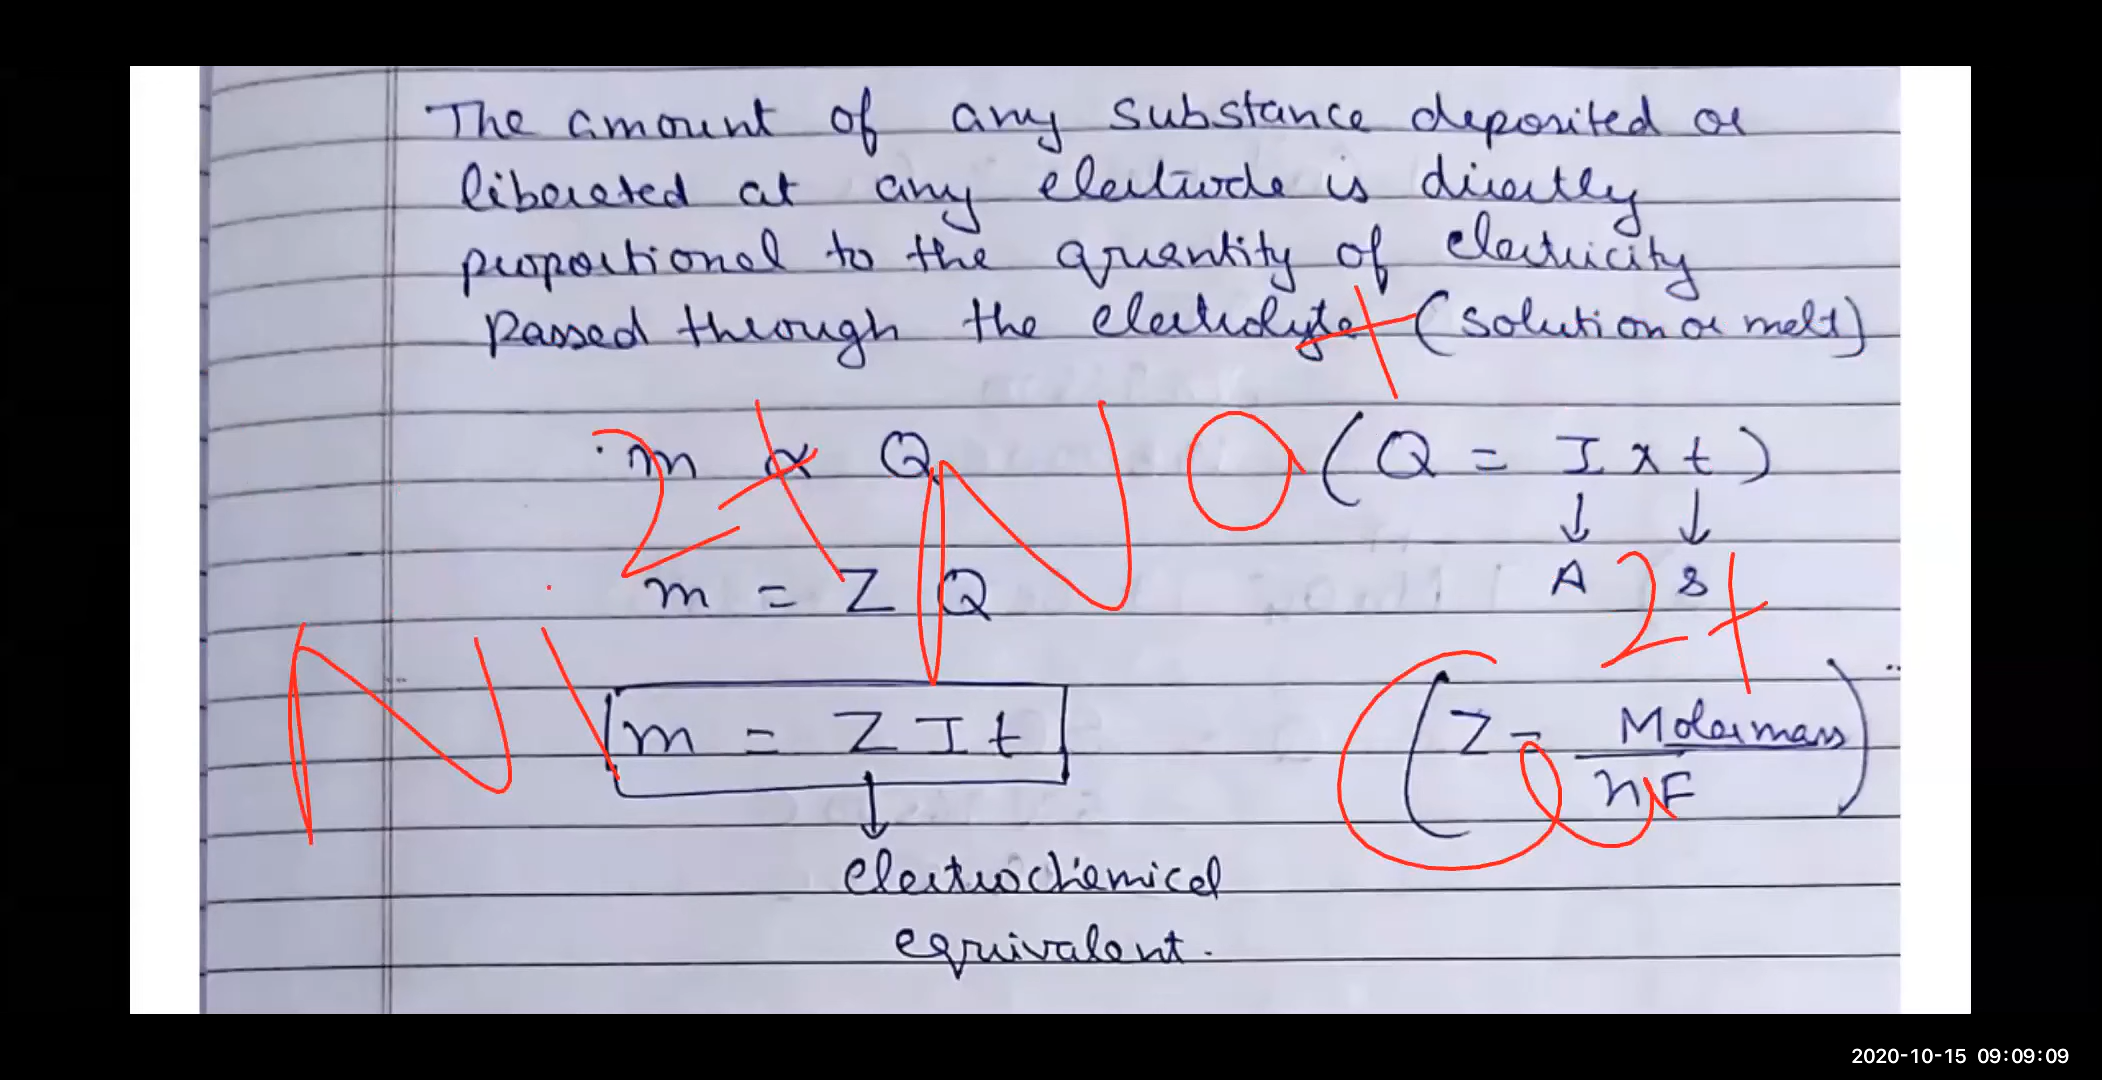 The amount of any substance deposited or
liberated at any electrode is directly
proportional to the quantity of electricity
passed through the electrolyte (solution or melt)
+
m ∝ Q (Q = I x t)
2+ N O
↓ ↓
A s
m = Z Q
2+
Ni
m = Z I t (Z = Molar mass / nF)
Cu
↓
electrochemical
equivalent.
2020-10-15 09:09:09